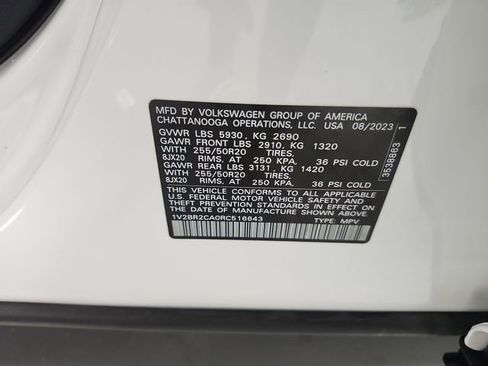 MFD BY VOLKSWAGEN GROUP OF AMERICA
CHATTANOOGA OPERATIONS, LLC. USA 08/2023
GVWR LBS 5930, KG 2690
GAWR FRONT LBS 2910, KG 1320
WITH 255/50R20 TIRES,
8JX20 RIMS, AT 250 KPA, 36 PSI COLD
GAWR REAR LBS 3131, KG 1420
WITH 255/50R20 TIRES,
8JX20 RIMS, AT 250 KPA, 36 PSI COLD
THIS VEHICLE CONFORMS TO ALL APPLICABLE
U.S. FEDERAL MOTOR VEHICLE SAFETY AND
THEFT PREVENTION STANDARDS IN EFFECT ON
THE DATE OF MANUFACTURE SHOWN ABOVE.
1V2BR2CA0RC516643 TYPE: MPV
3538863
1